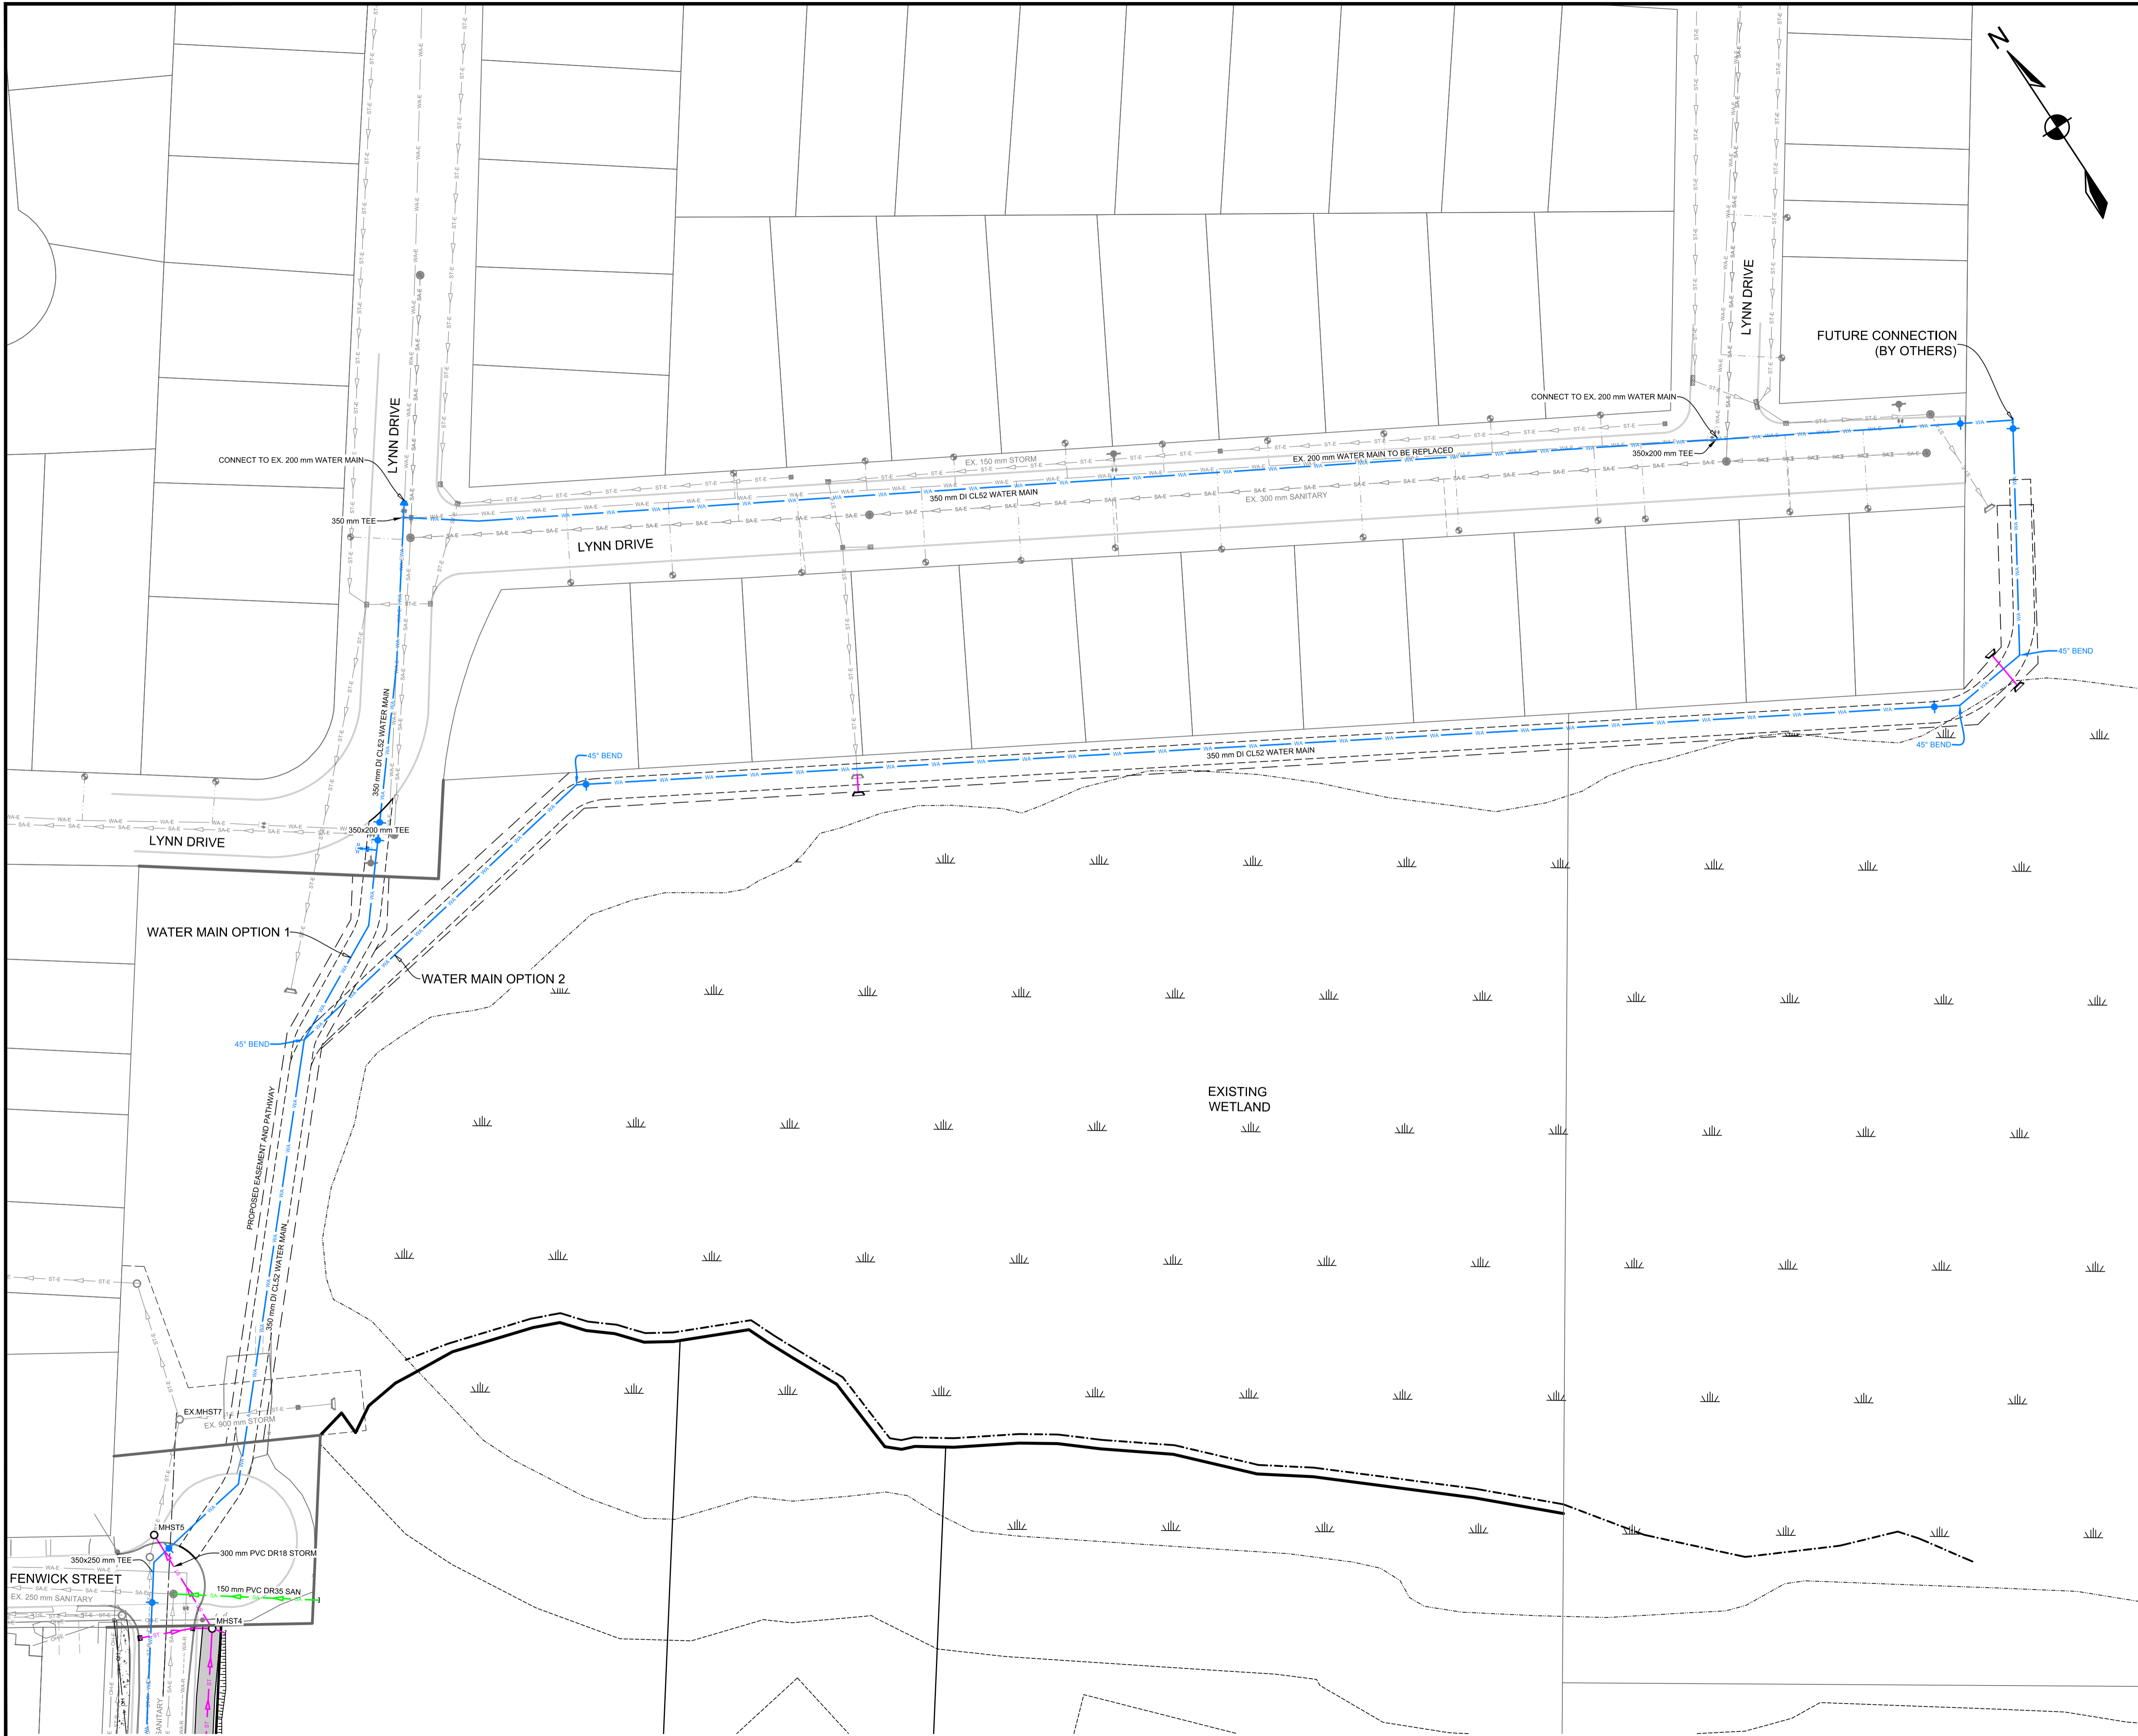 N
LYNN DRIVE
FUTURE CONNECTION
(BY OTHERS)
CONNECT TO EX. 200 mm WATER MAIN
LYNN DRIVE
CONNECT TO EX. 200 mm WATER MAIN
EX. 150 mm STORM
EX. 200 mm WATER MAIN TO BE REPLACED
350x200 mm TEE
350 mm DI CL52 WATER MAIN
EX. 300 mm SANITARY
350 mm TEE
LYNN DRIVE
45° BEND
350 mm DI CL52 WATER MAIN
45° BEND
350 mm DI CL52 WATER MAIN
45° BEND
350x200 mm TEE
LYNN DRIVE
WATER MAIN OPTION 1
WATER MAIN OPTION 2
45° BEND
EXISTING
WETLAND
PROPOSED EASEMENT AND PATHWAY
350 mm DI CL52 WATER MAIN
EX.MHST7
EX. 900 mm STORM
MHST5
300 mm PVC DR18 STORM
350x250 mm TEE
FENWICK STREET
EX. 250 mm SANITARY
150 mm PVC DR35 SAN
MHST4
SANITARY